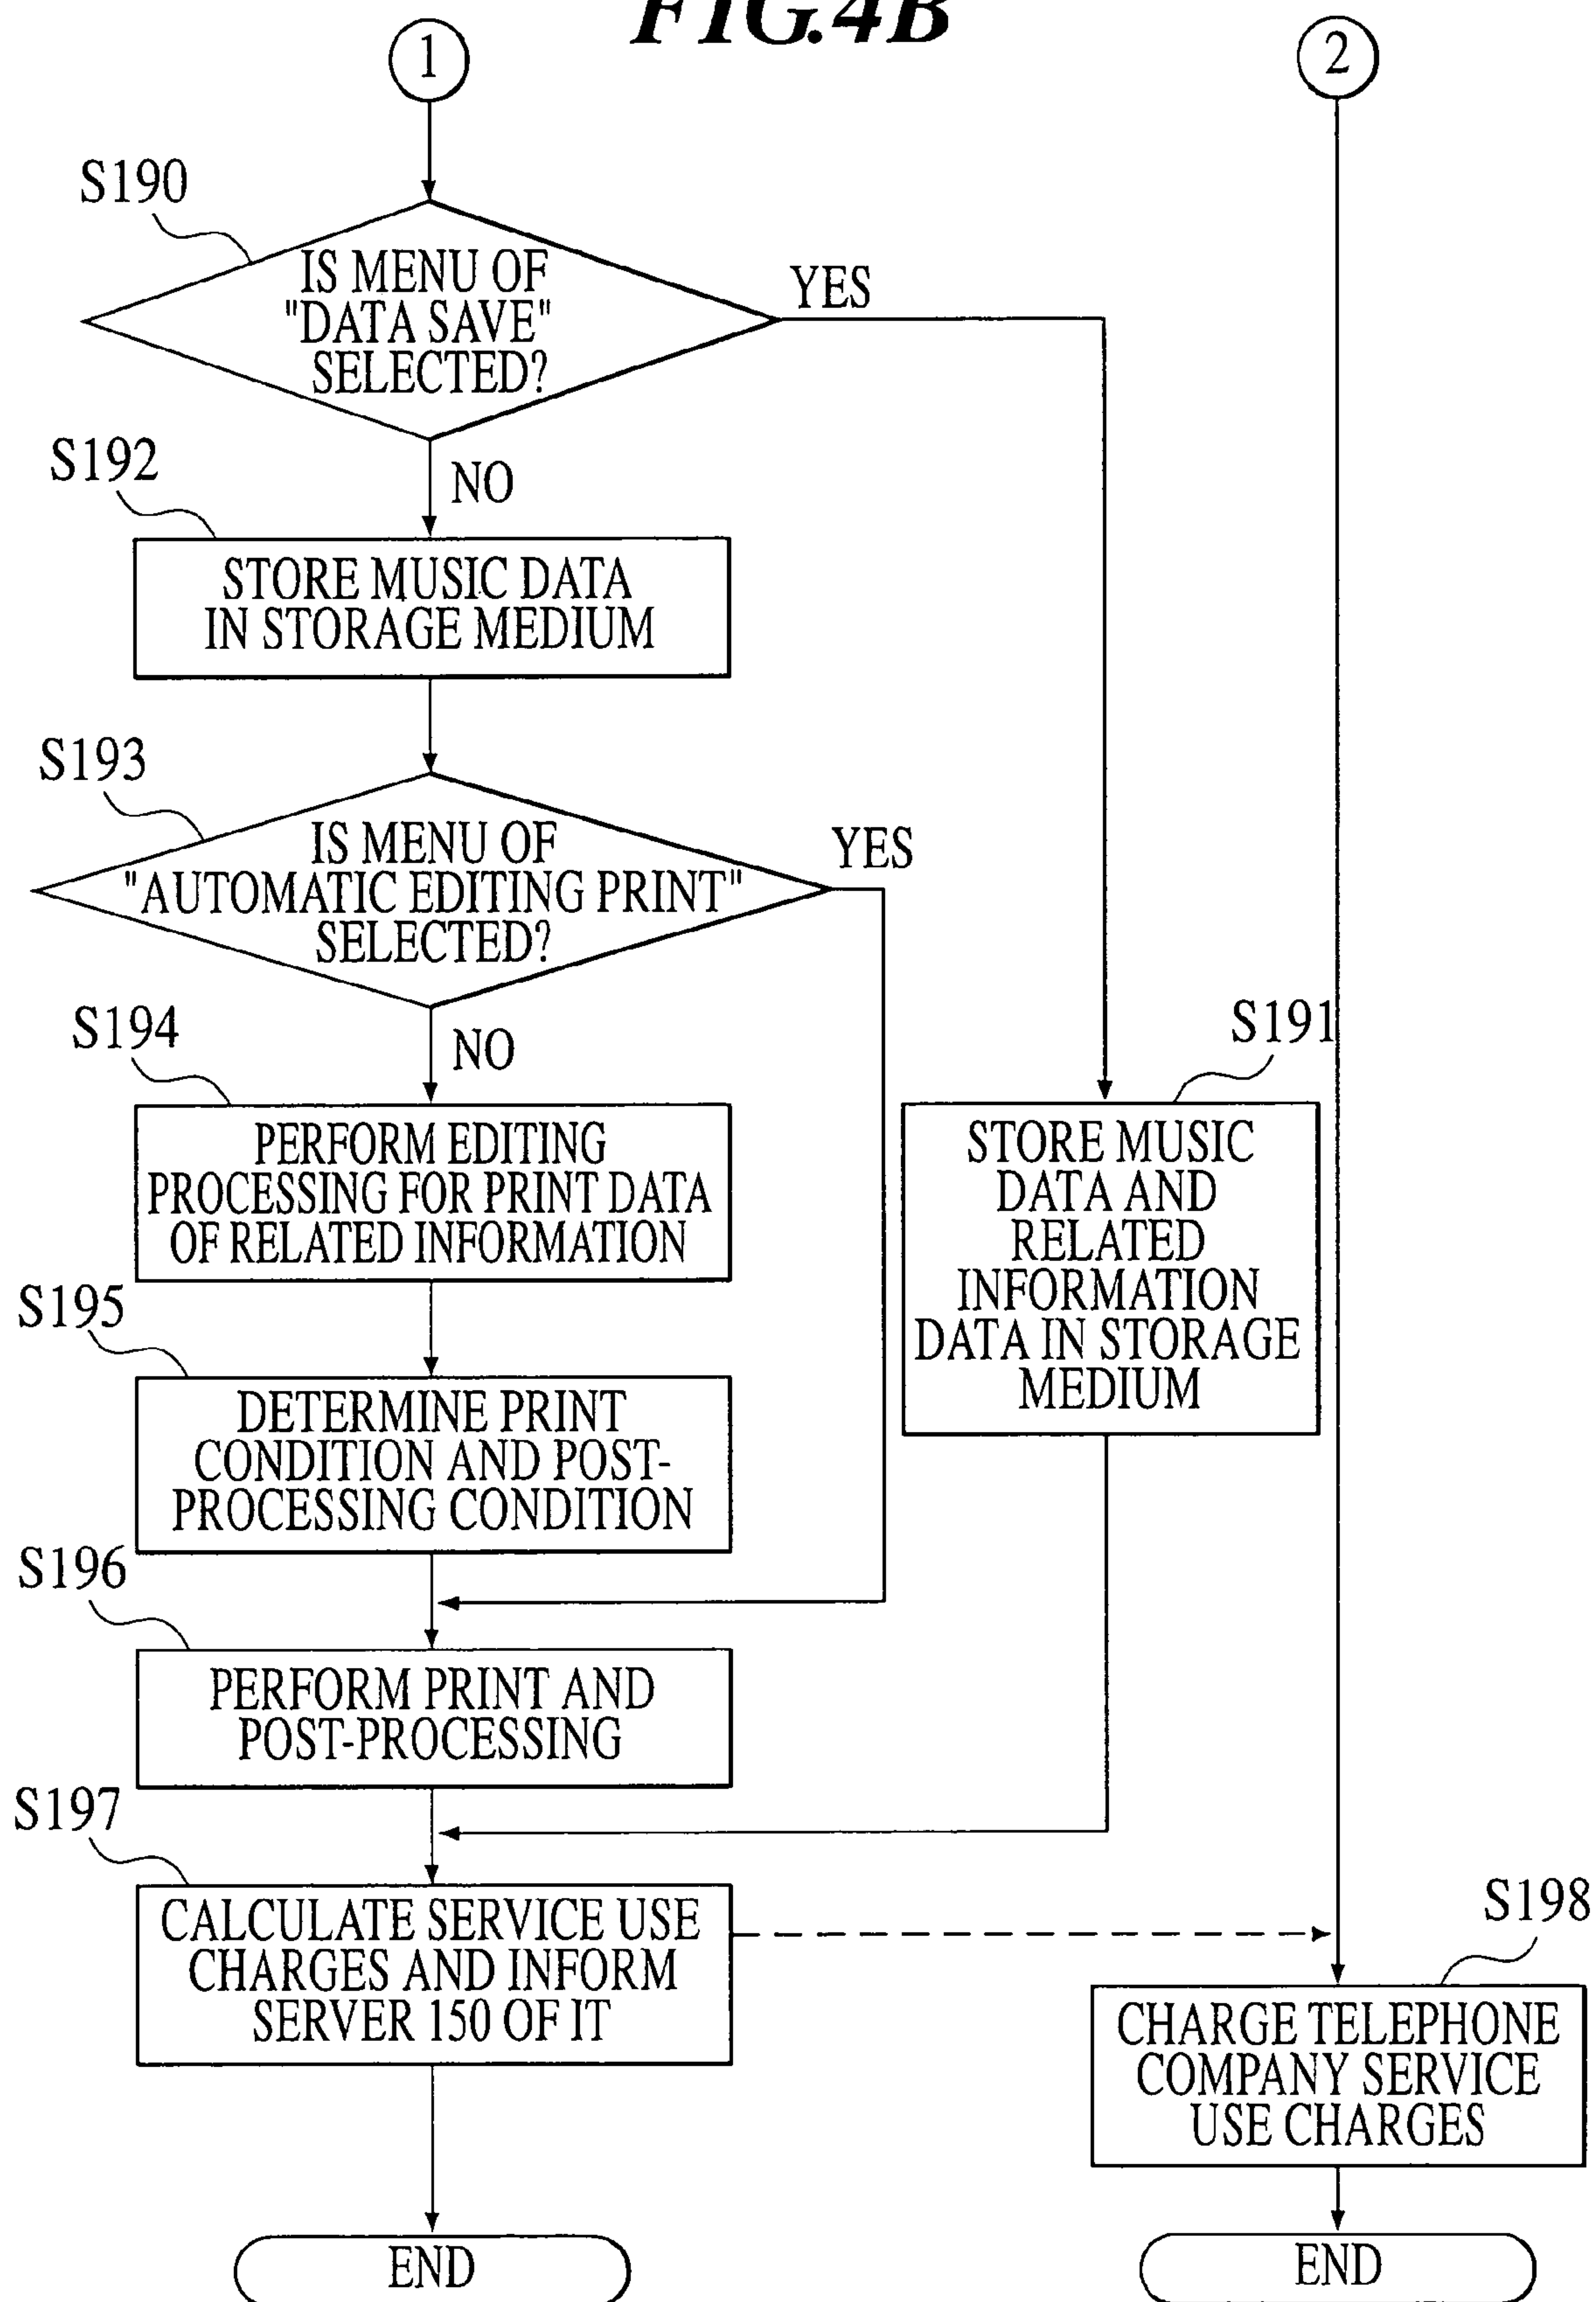 FIG.4B
1
2
S190
IS MENU OF
"DATA SAVE"
SELECTED?
YES
S192
NO
STORE MUSIC DATA
IN STORAGE MEDIUM
S193
IS MENU OF
"AUTOMATIC EDITING PRINT"
SELECTED?
YES
S194
NO
PERFORM EDITING
PROCESSING FOR PRINT DATA
OF RELATED INFORMATION
S191
STORE MUSIC
DATA AND
RELATED
INFORMATION
DATA IN STORAGE
MEDIUM
S195
DETERMINE PRINT
CONDITION AND POST-
PROCESSING CONDITION
S196
PERFORM PRINT AND
POST-PROCESSING
S197
CALCULATE SERVICE USE
CHARGES AND INFORM
SERVER 150 OF IT
S198
CHARGE TELEPHONE
COMPANY SERVICE
USE CHARGES
END
END